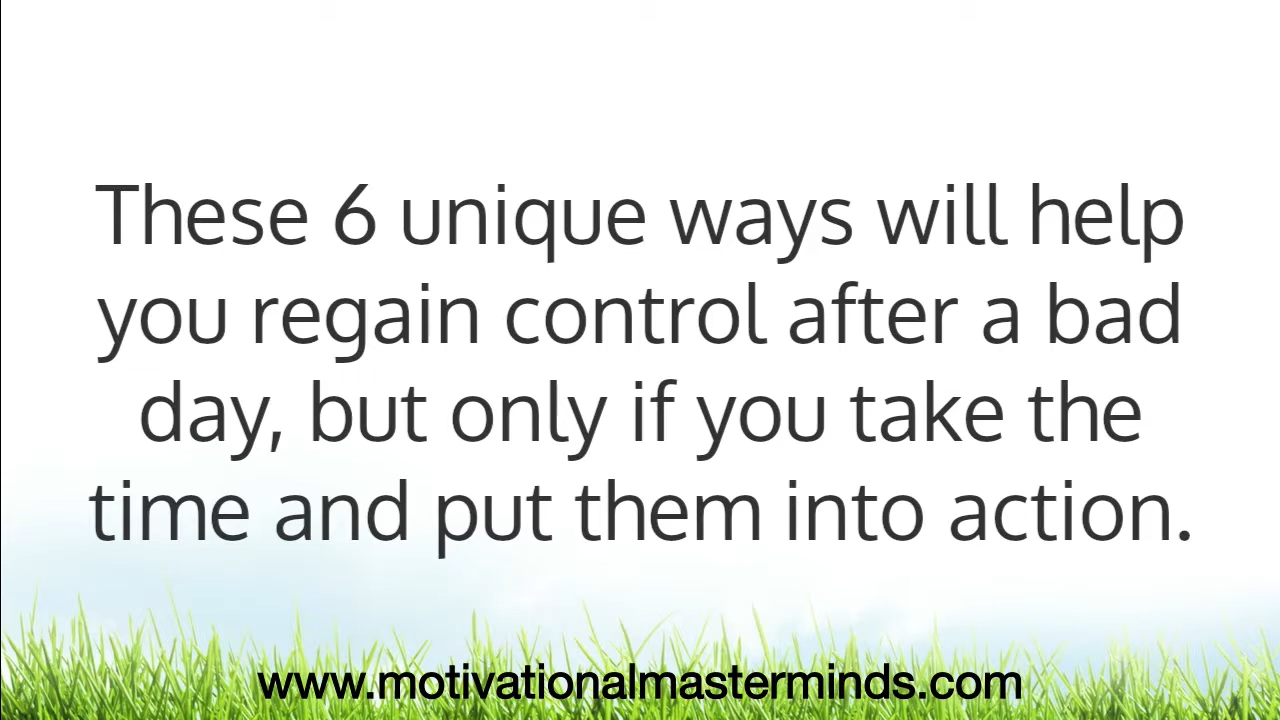 These 6 unique ways will help
you regain control after a bad
day, but only if you take the
time and put them into action.
www.motivationalmasterminds.com